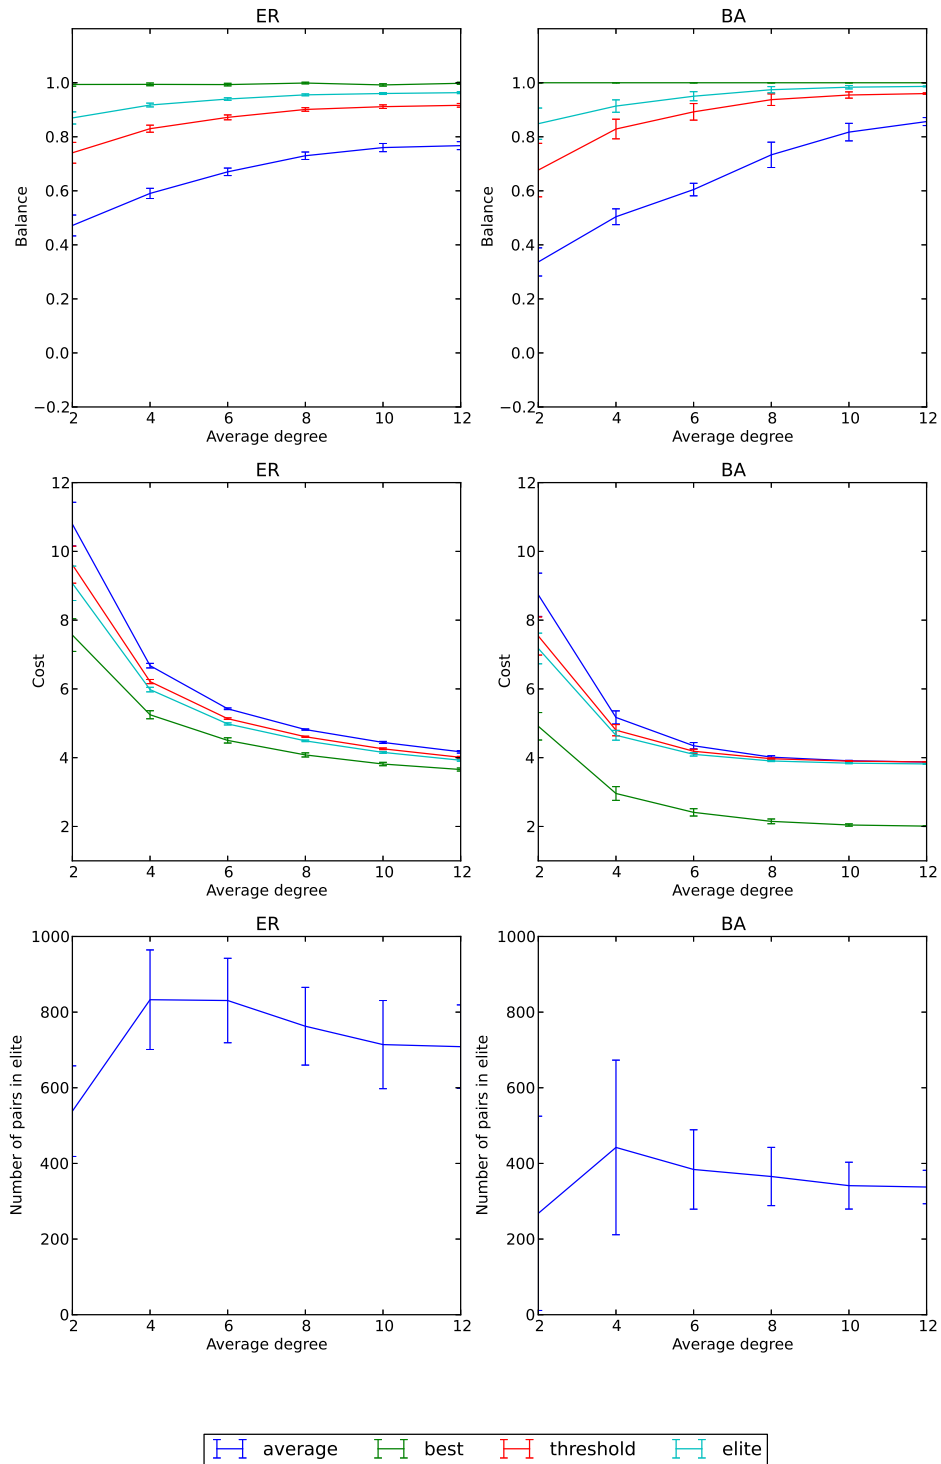 ER
BA
1.0
0.8
0.6
0.4
0.2
0.0
−0.2
Balance
2 4 6 8 10 12
Average degree
1.0
0.8
0.6
0.4
0.2
0.0
−0.2
Balance
2 4 6 8 10 12
Average degree
ER
BA
12
10
8
6
4
2
Cost
2 4 6 8 10 12
Average degree
12
10
8
6
4
2
Cost
2 4 6 8 10 12
Average degree
ER
BA
1000
800
600
400
200
0
Number of pairs in elite
2 4 6 8 10 12
Average degree
1000
800
600
400
200
0
Number of pairs in elite
2 4 6 8 10 12
Average degree
average best threshold elite